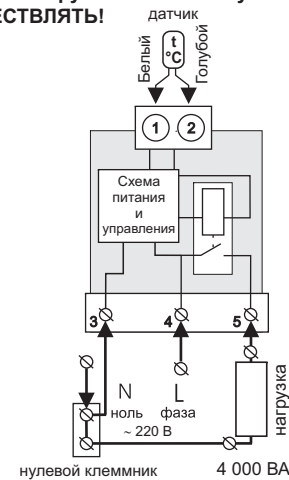 ЕСТВЛЯТЬ!
датчик
Белый
t
°C
Голубой
1 2
Схема
питания
и
управления
3 4 5
N L
ноль фаза
~ 220 В
нагрузка
нулевой клеммник
4 000 ВА